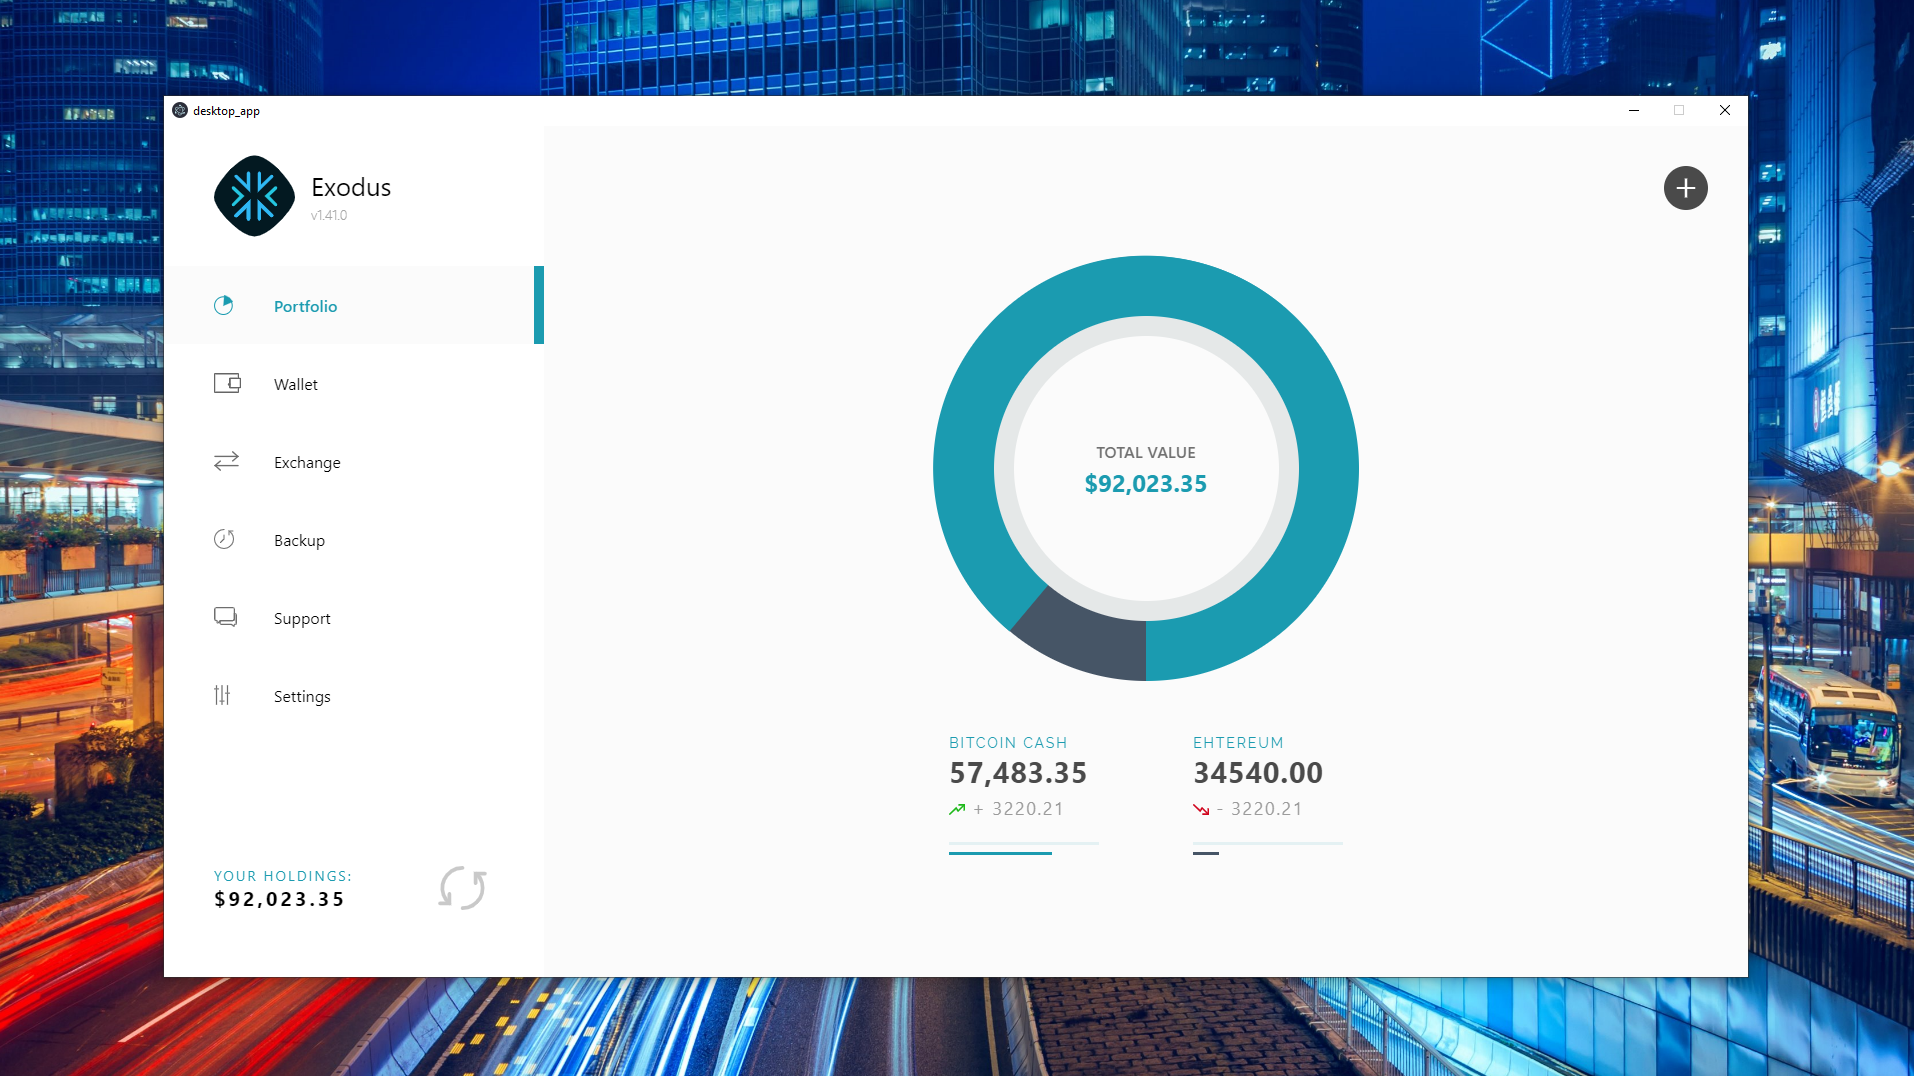 desktop_app
Exodus
v1.41.0
Portfolio
Wallet
Exchange
Backup
Support
Settings
YOUR HOLDINGS:
$92,023.35
TOTAL VALUE
$92,023.35
BITCOIN CASH
57,483.35
+ 3220.21
EHTEREUM
34540.00
- 3220.21